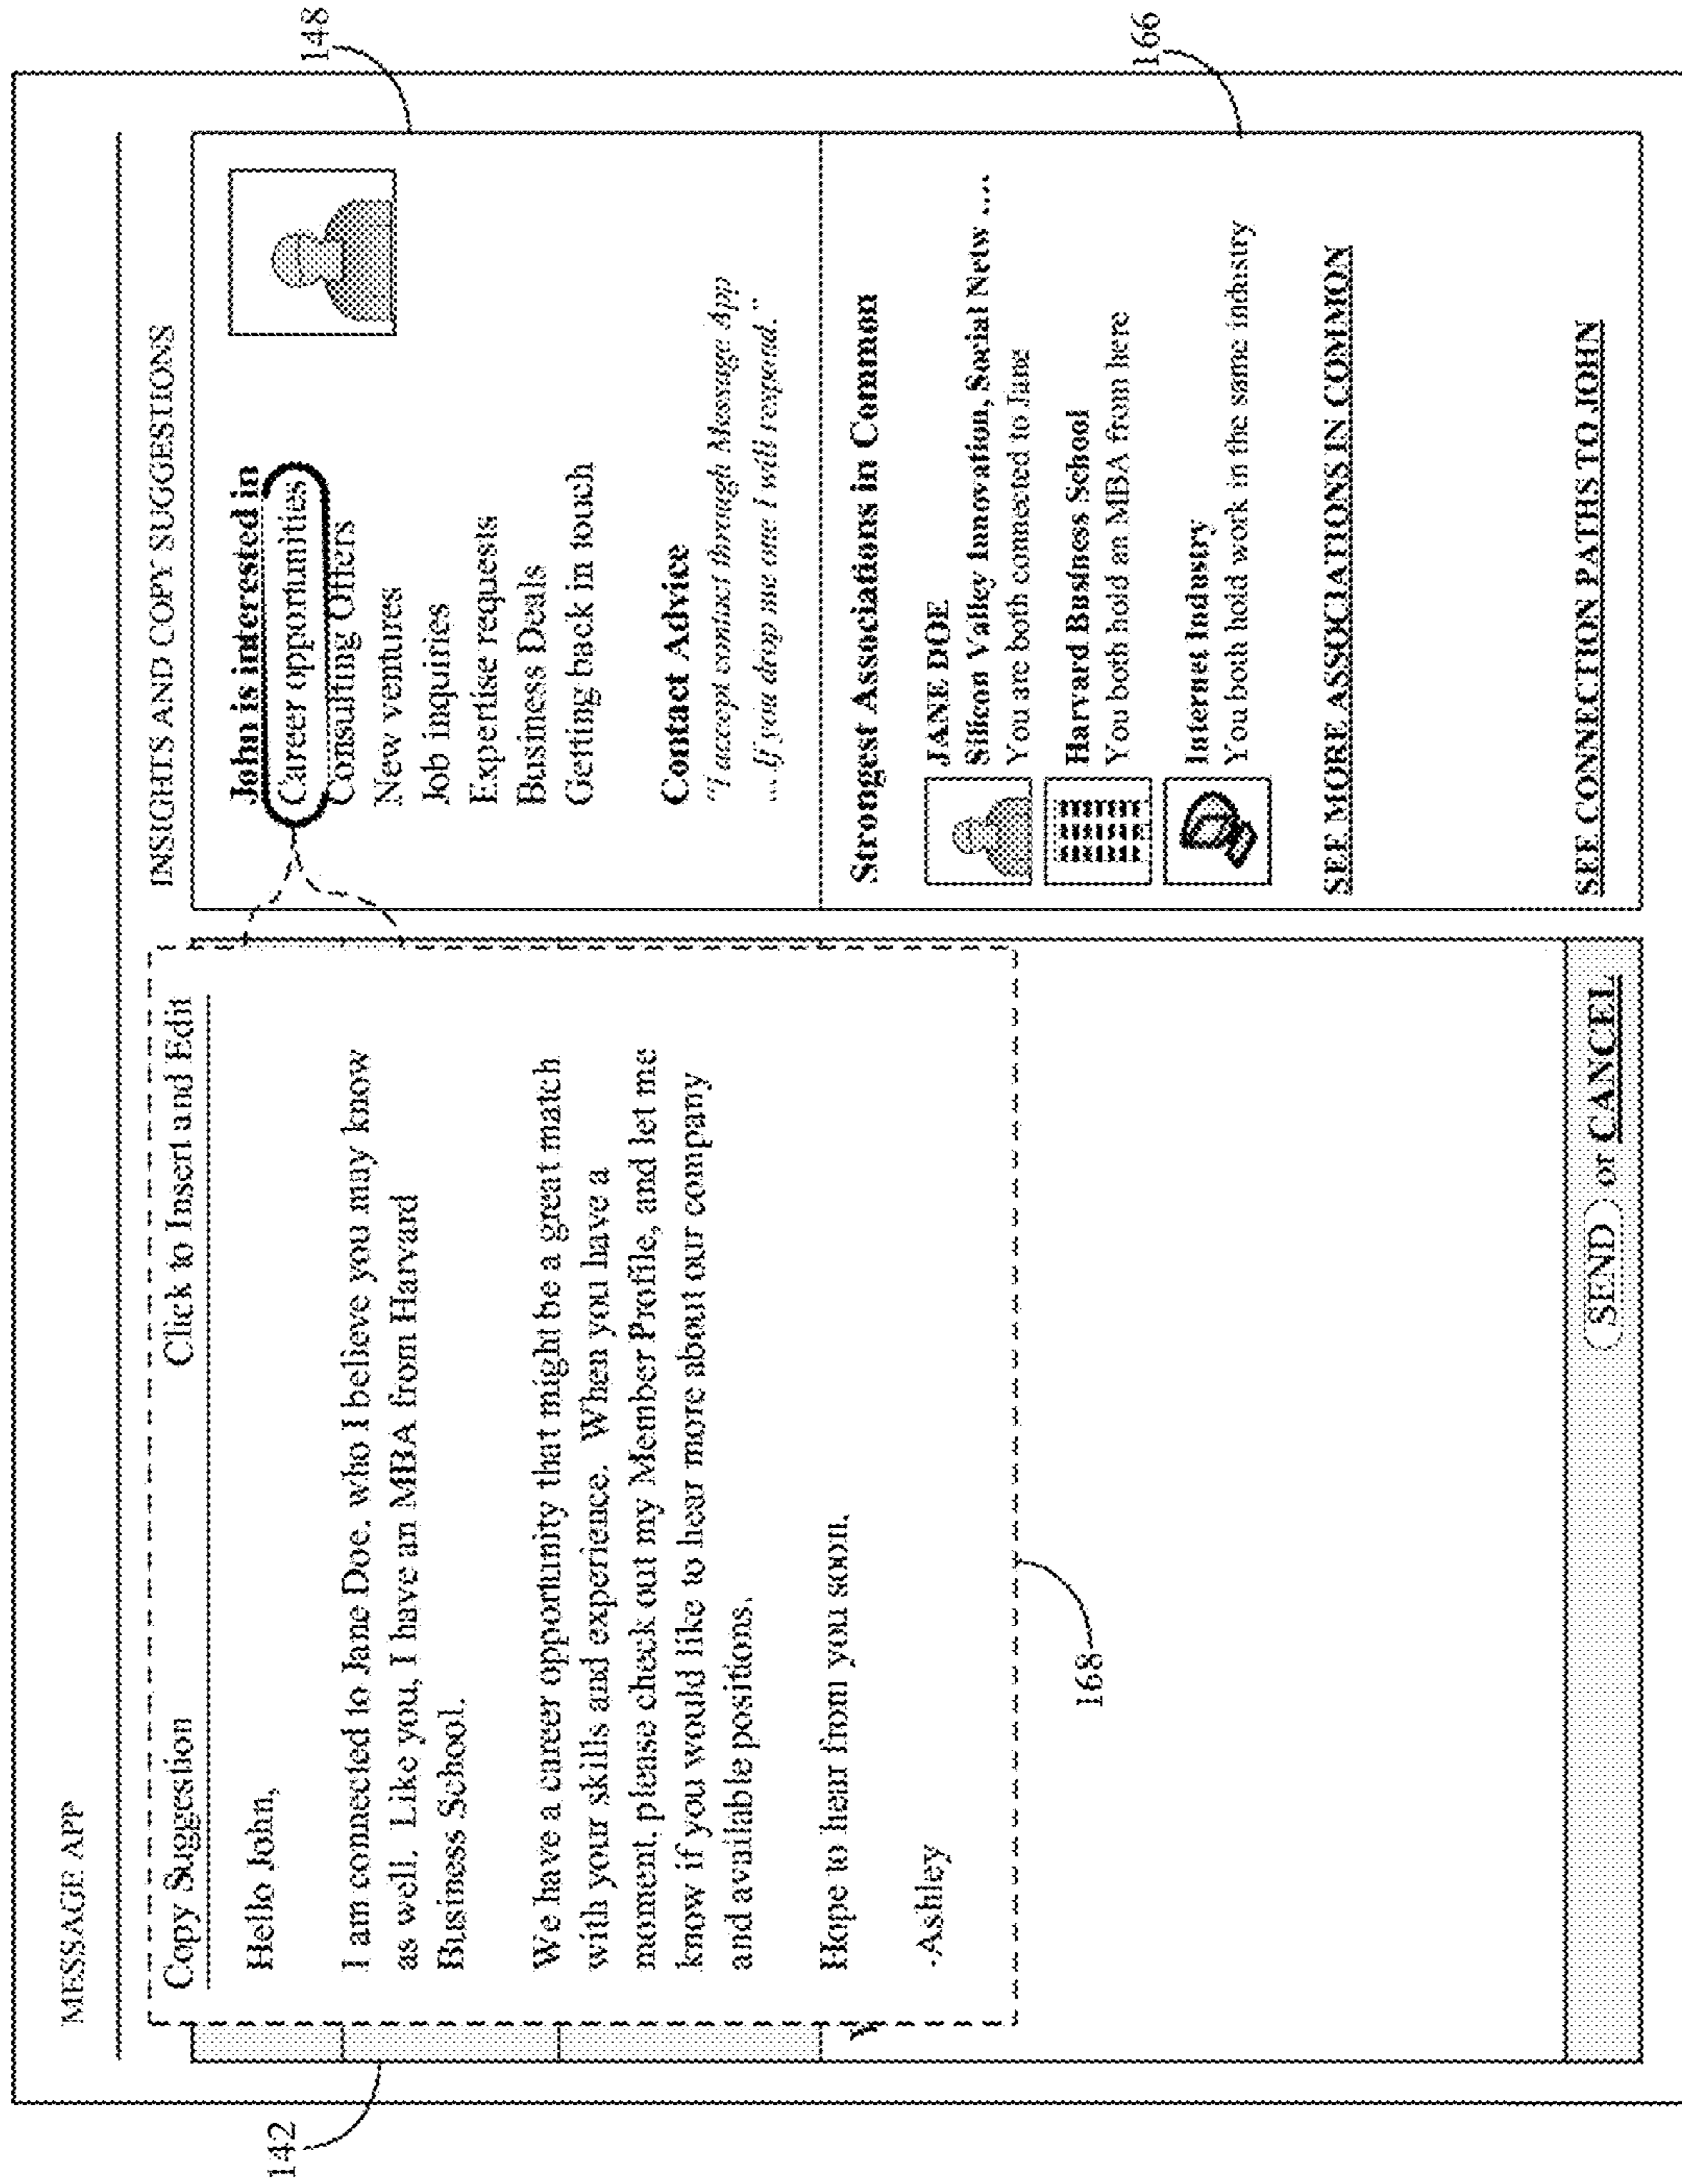 MESSAGE APP
142
Copy Suggestion
Click to Insert and Edit
Hello John,
I am connected to Jane Doe, who I believe you may know
as well. Like you, I have an MBA from Harvard
Business School.
We have a career opportunity that might be a great match
with your skills and experience. When you have a
moment, please check out my Member Profile, and let me
know if you would like to hear more about our company
and available positions.
Hope to hear from you soon.
-Ashley
168
SEND or CANCEL
INSIGHTS AND COPY SUGGESTIONS
148
John is interested in
Career opportunities
Consulting Offers
New ventures
Job inquiries
Expertise requests
Business Deals
Getting back in touch
Contact Advice
"I accept contact through Message App
... If you drop me one I will respond."
166
Strongest Associations in Common
JANE DOE
Silicon Valley Innovation, Social Netw ...
You are both connected to Jane
Harvard Business School
You both hold an MBA from here
Internet Industry
You both hold work in the same industry
SEE MORE ASSOCIATIONS IN COMMON
SEE CONNECTION PATHS TO JOHN